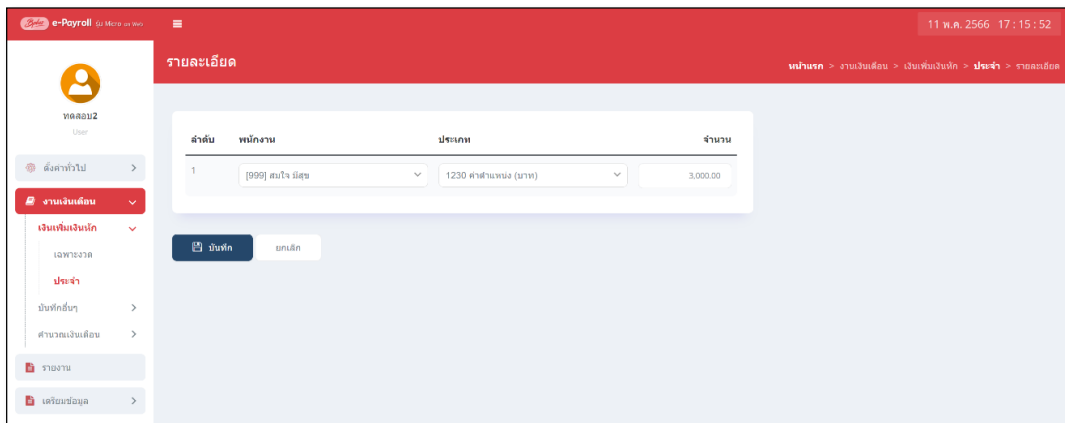 Bplus e-Payroll รุ่น Micro on Web
11 พ.ค. 2566 17 : 15 : 52
รายละเอียด
หน้าแรก > งานเงินเดือน > เงินเพิ่มเงินหัก > ประจำ > รายละเอียด
ทดสอบ2
User
ตั้งค่าทั่วไป
งานเงินเดือน
เงินเพิ่มเงินหัก
เฉพาะงวด
ประจำ
บันทึกอื่นๆ
คำนวณเงินเดือน
รายงาน
เตรียมข้อมูล
ลำดับ พนักงาน ประเภท จำนวน
1 [999] สมใจ มีสุข 1230 ค่าตำแหน่ง (บาท) 3,000.00
บันทึก ยกเลิก